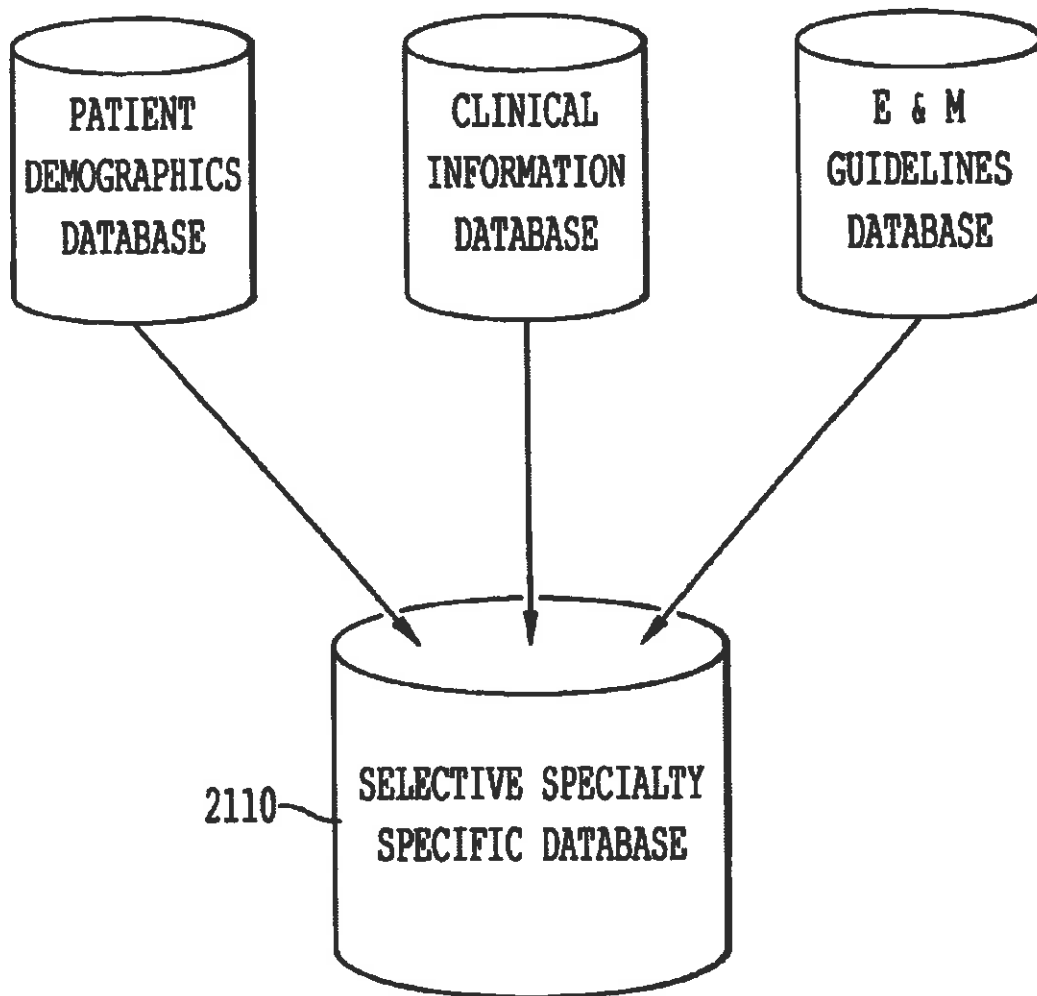 PATIENT
DEMOGRAPHICS
DATABASE
CLINICAL
INFORMATION
DATABASE
E & M
GUIDELINES
DATABASE
2110
SELECTIVE SPECIALTY
SPECIFIC DATABASE